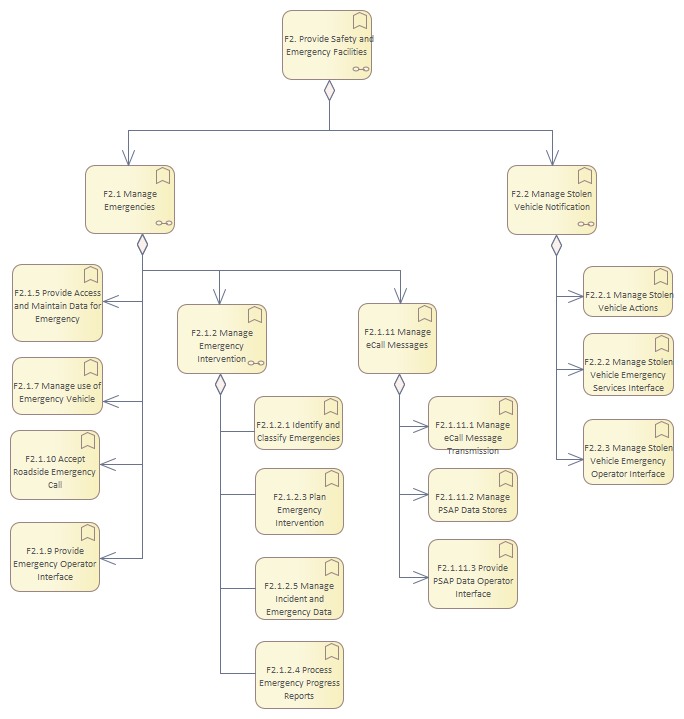 F2. Provide Safety and
Emergency Facilities
F2.1 Manage
Emergencies
F2.2 Manage Stolen
Vehicle Notification
F2.1.5 Provide Access
and Maintain Data for
Emergency
F2.1.7 Manage use of
Emergency Vehicle
F2.1.10 Accept
Roadside Emergency
Call
F2.1.9 Provide
Emergency Operator
Interface
F2.1.2 Manage
Emergency
Intervention
F2.1.2.1 Identify and
Classify Emergencies
F2.1.2.3 Plan
Emergency
Intervention
F2.1.2.5 Manage
Incident and
Emergency Data
F2.1.2.4 Process
Emergency Progress
Reports
F2.1.11 Manage
eCall Messages
F2.1.11.1 Manage
eCall Message
Transmission
F2.1.11.2 Manage
PSAP Data Stores
F2.1.11.3 Provide
PSAP Data Operator
Interface
F2.2.1 Manage Stolen
Vehicle Actions
F2.2.2 Manage Stolen
Vehicle Emergency
Services Interface
F2.2.3 Manage Stolen
Vehicle Emergency
Operator Interface